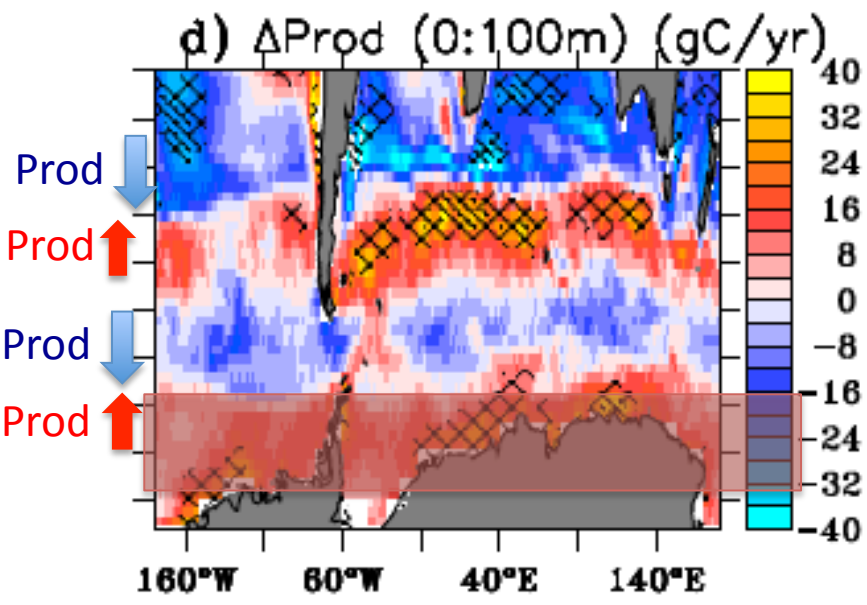 d) ΔProd (0:100m) (gC/yr)
40
32
24
16
8
0
-8
-16
-24
-32
-40
Prod
Prod
Prod
Prod
160°W 60°W 40°E 140°E